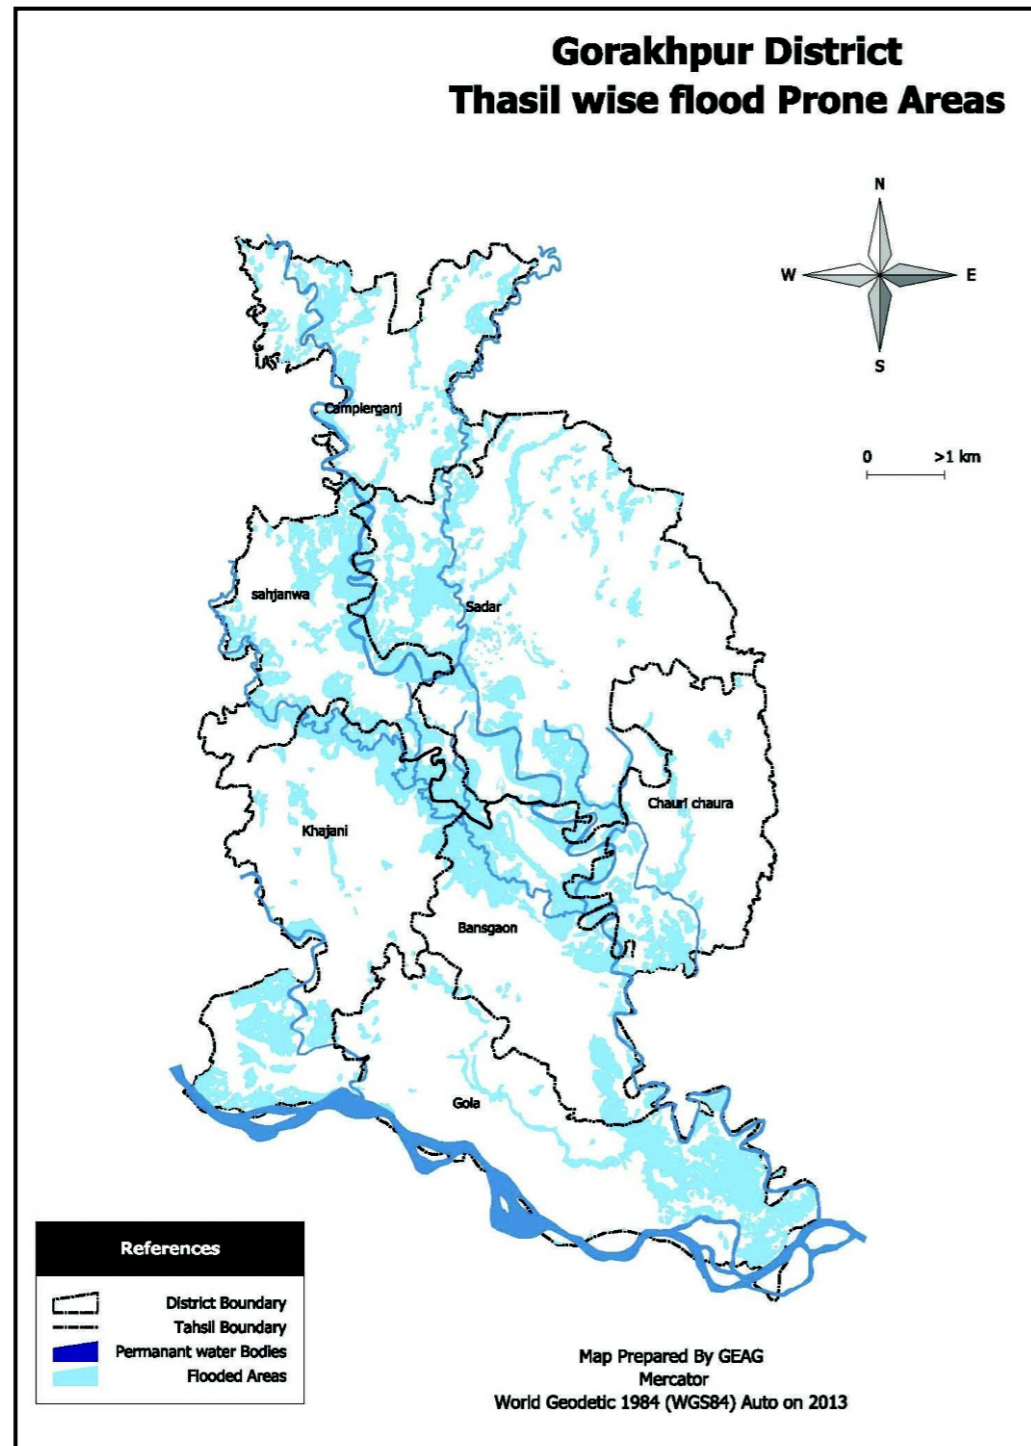 Gorakhpur District
Thasil wise flood Prone Areas
N
W
E
S
0 >1 km
Campierganj
sahjanwa
Sadar
Chauri chaura
Khajani
Bansgaon
Gola
References
District Boundary
Tahsil Boundary
Permanant water Bodies
Flooded Areas
Map Prepared By GEAG
Mercator
World Geodetic 1984 (WGS84) Auto on 2013